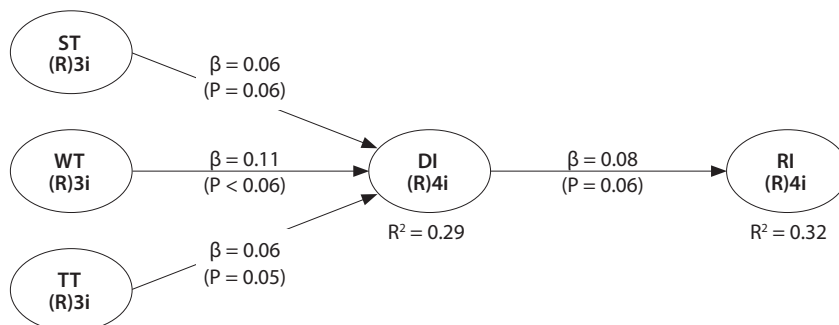 ST
(R)3i
β = 0.06
(P = 0.06)
WT
(R)3i
β = 0.11
(P < 0.06)
DI
(R)4i
β = 0.08
(P = 0.06)
RI
(R)4i
R² = 0.29
R² = 0.32
β = 0.06
(P = 0.05)
TT
(R)3i